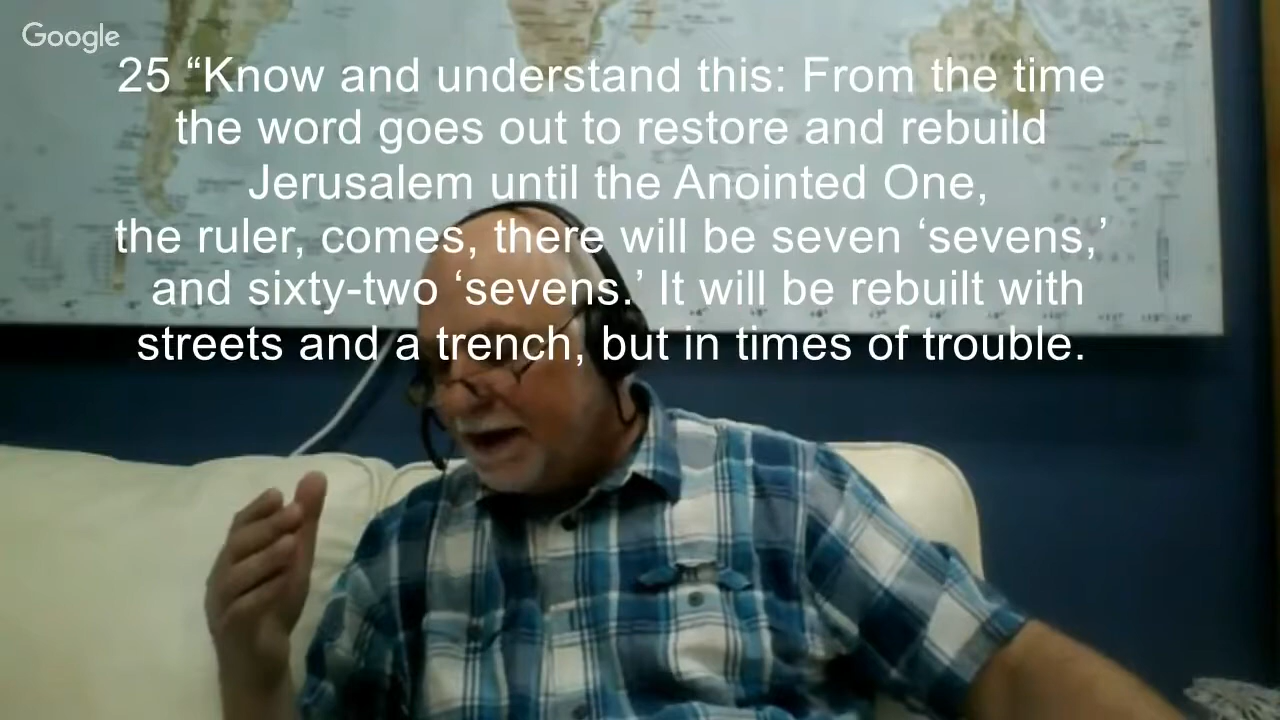 Google
25 “Know and understand this: From the time
the word goes out to restore and rebuild
Jerusalem until the Anointed One,
the ruler, comes, there will be seven ‘sevens,’
and sixty-two ‘sevens.’ It will be rebuilt with
streets and a trench, but in times of trouble.